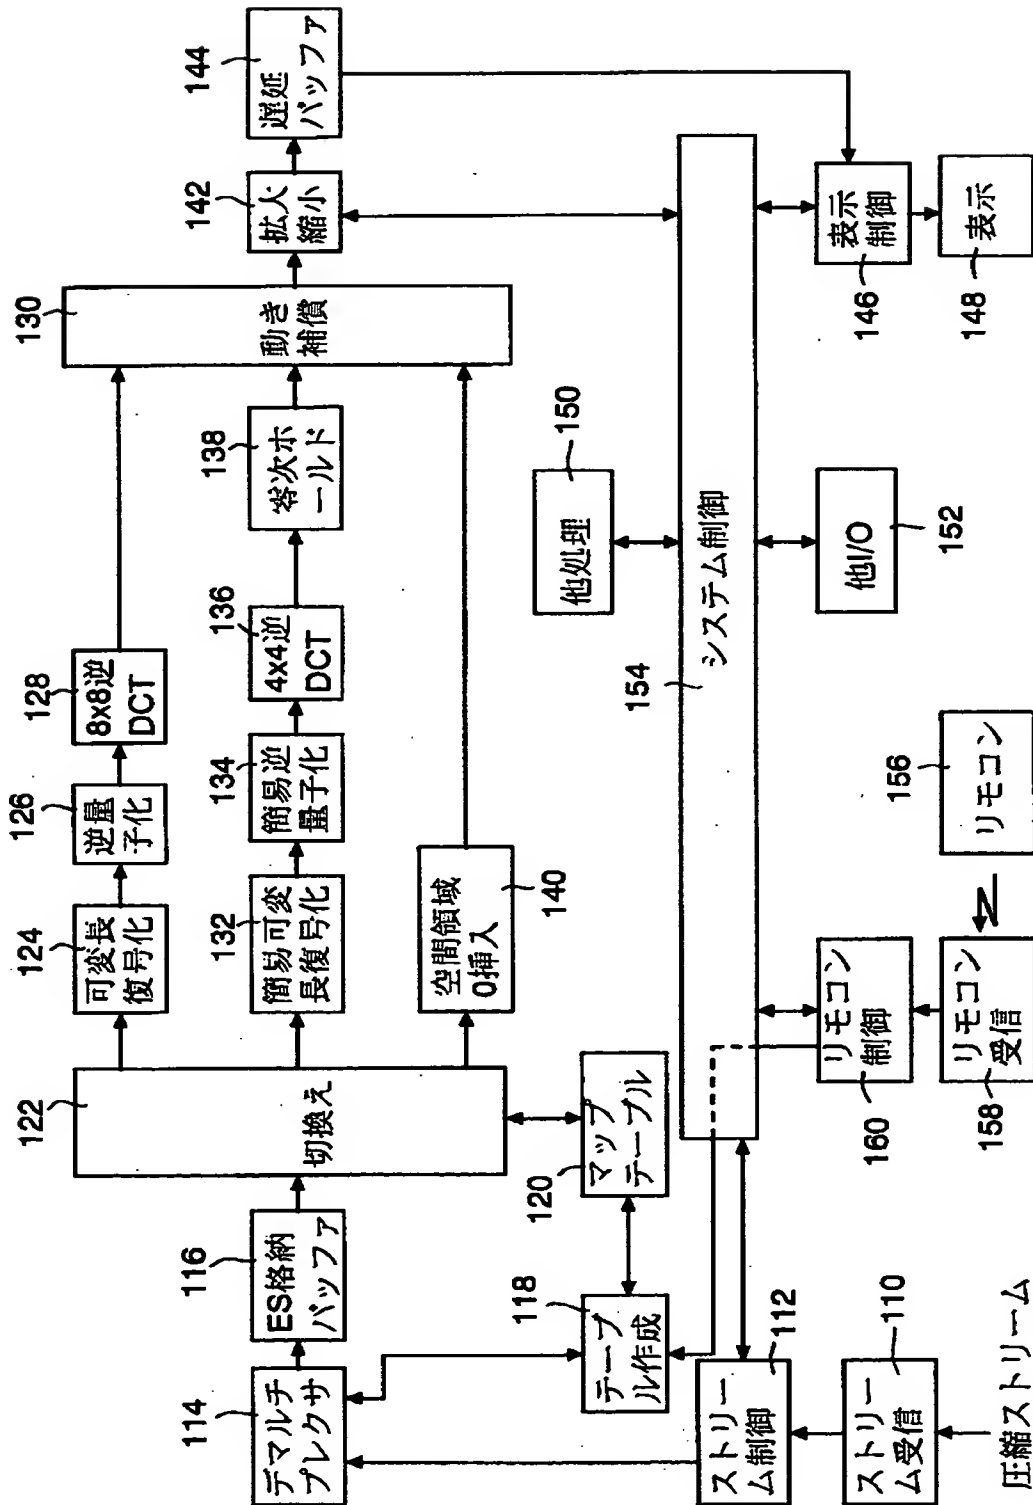 144
遅延
バッファ
142
拡大
縮小
130
動き
補償
128
8x8逆
DCT
126
逆量
子化
124
可変長
復号化
138
零次ホ
ールド
136
4x4逆
DCT
134
簡易逆
量子化
132
簡易可変
長復号化
140
空間領域
0挿入
122
切換え
116
ES格納
バッファ
114
デマルチ
プレクサ
120
マップ
テーブル
118
テーブ
ル作成
112
ストリー
ム制御
110
ストリー
ム受信
圧縮ストリーム
154
システム制御
150
他処理
152
他I/O
146
表示
制御
148
表示
156
リモコン
158
リモコン
受信
160
リモコン
制御